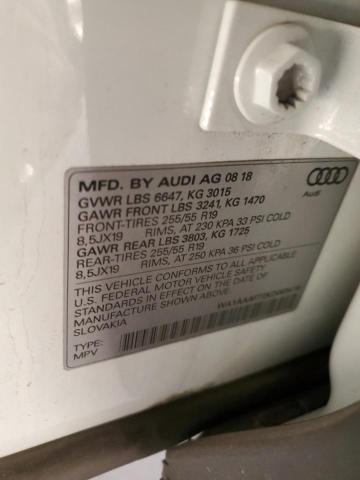 MFD. BY AUDI AG 08 18
GVWR LBS 6647, KG 3015
GAWR FRONT LBS 3241, KG 1470
FRONT-TIRES 255/55 R19
8,5JX19 RIMS, AT 230 KPA 33 PSI COLD
GAWR REAR LBS 3803, KG 1725
REAR-TIRES 255/55 R19
8,5JX19 RIMS, AT 250 KPA 36 PSI COLD
THIS VEHICLE CONFORMS TO ALL APPLICABLE
U.S. FEDERAL MOTOR VEHICLE SAFETY
STANDARDS IN EFFECT ON THE DATE OF
MANUFACTURE SHOWN ABOVE.
SLOVAKIA
TYPE:
MPV
Audi